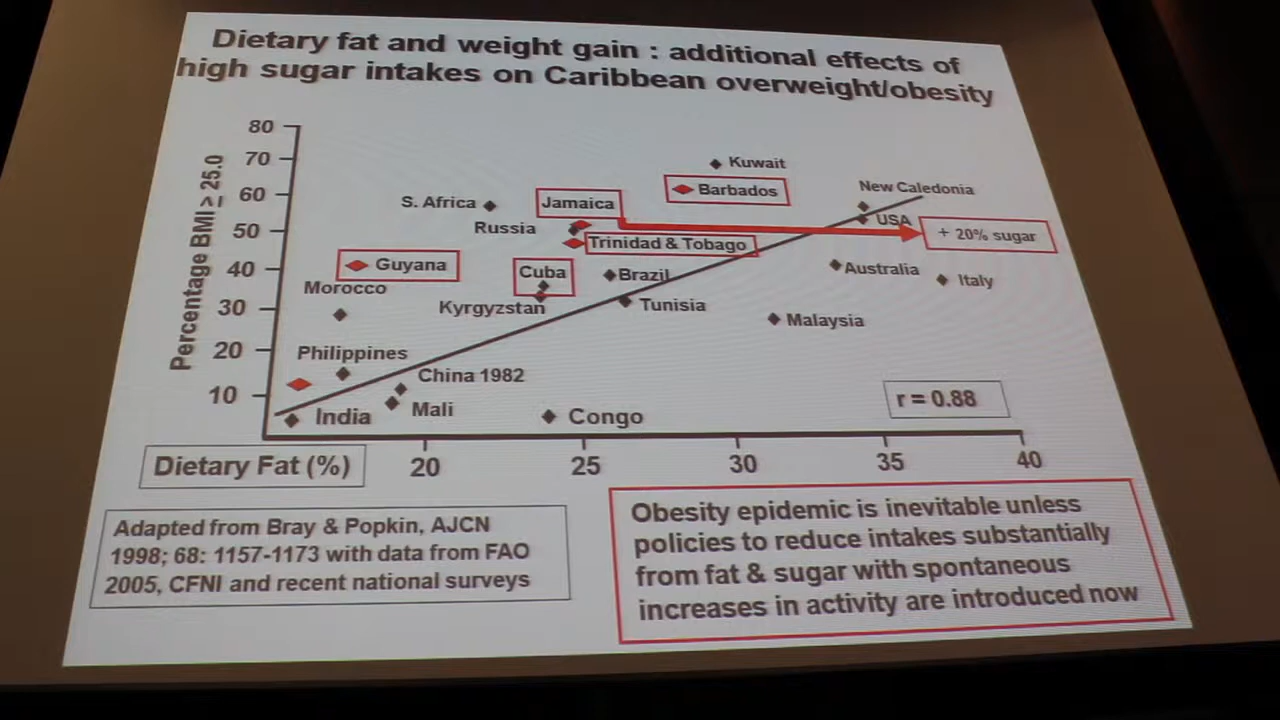 Dietary fat and weight gain : additional effects of
high sugar intakes on Caribbean overweight/obesity
Percentage BMI ≥ 25.0
80
70
60
50
40
30
20
10
Kuwait
Barbados
New Caledonia
S. Africa
Jamaica
USA
Russia
+ 20% sugar
Trinidad & Tobago
Guyana
Cuba
Brazil
Australia
Italy
Morocco
Kyrgyzstan
Tunisia
Malaysia
Philippines
China 1982
India
Mali
Congo
r = 0.88
Dietary Fat (%)
20
25
30
35
40
Adapted from Bray & Popkin, AJCN
1998; 68: 1157-1173 with data from FAO
2005, CFNI and recent national surveys
Obesity epidemic is inevitable unless
policies to reduce intakes substantially
from fat & sugar with spontaneous
increases in activity are introduced now